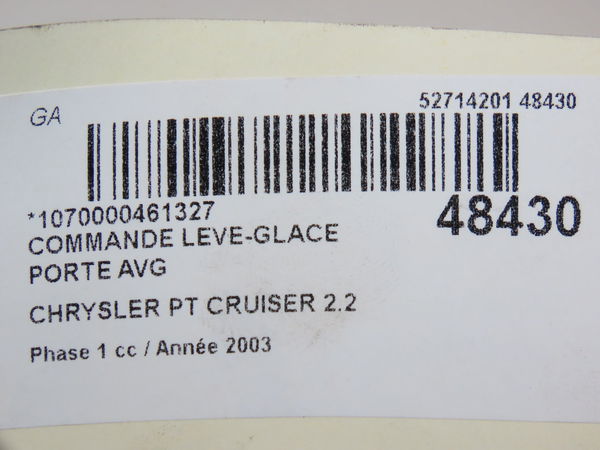 GA
52714201 48430
*1070000461327
48430
COMMANDE LEVE-GLACE
PORTE AVG
CHRYSLER PT CRUISER 2.2
Phase 1 cc / Année 2003